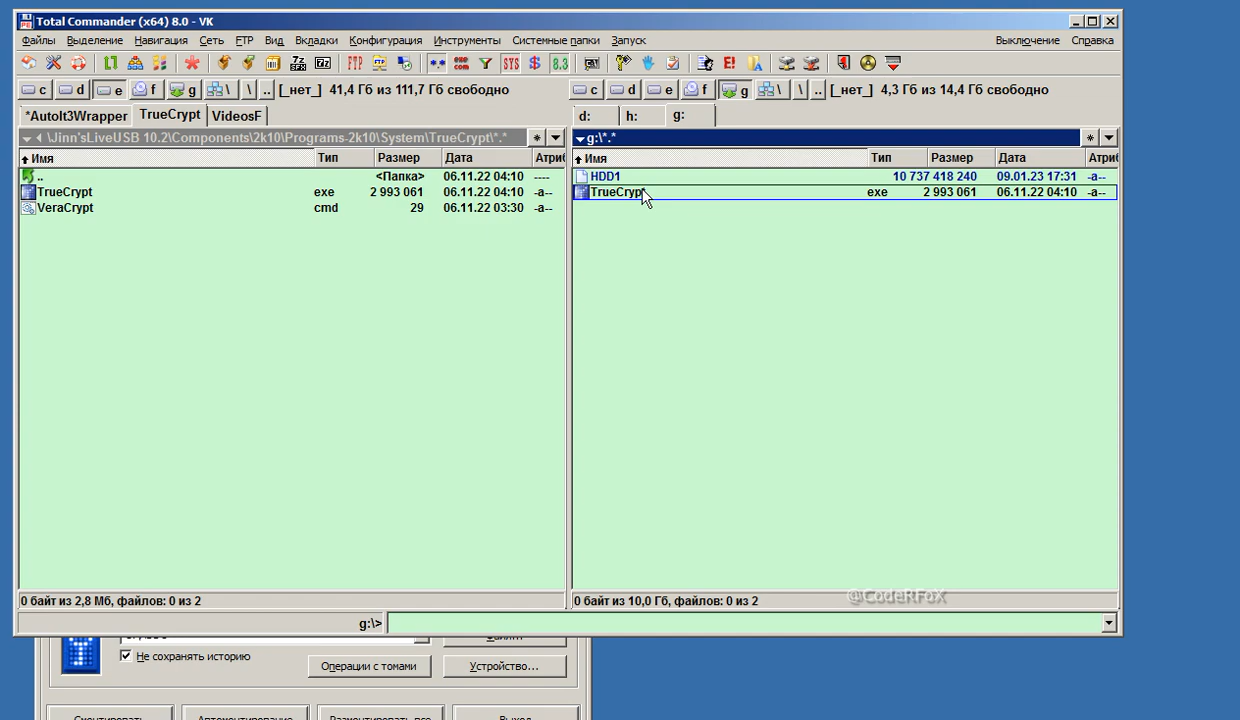 Total Commander (x64) 8.0 - VK
Файлы Выделение Навигация Сеть FTP Вид Вкладки Конфигурация Инструменты Системные папки Запуск Выключение Справка
c d e f g \ \ .. [_нет_] 41,4 Гб из 111,7 Гб свободно
c d e f g \ \ .. [_нет_] 4,3 Гб из 14,4 Гб свободно
*AutoIt3Wrapper TrueCrypt VideosF
d: h: g:
\Jinn'sLiveUSB 10.2\Components\2k10\Programs-2k10\System\TrueCrypt\*.* *
g:\*.* *
Имя Тип Размер Дата Атриб
.. <Папка> 06.11.22 04:10 ----
TrueCrypt exe 2 993 061 06.11.22 04:10 -a--
VeraCrypt cmd 29 06.11.22 03:30 -a--
Имя Тип Размер Дата Атриб
HDD1 10 737 418 240 09.01.23 17:31 -a--
TrueCrypt exe 2 993 061 06.11.22 04:10 -a--
@CodeRFoX
0 байт из 2,8 Мб, файлов: 0 из 2
0 байт из 10,0 Гб, файлов: 0 из 2
g:\>
Не сохранять историю
Операции с томами
Устройство...